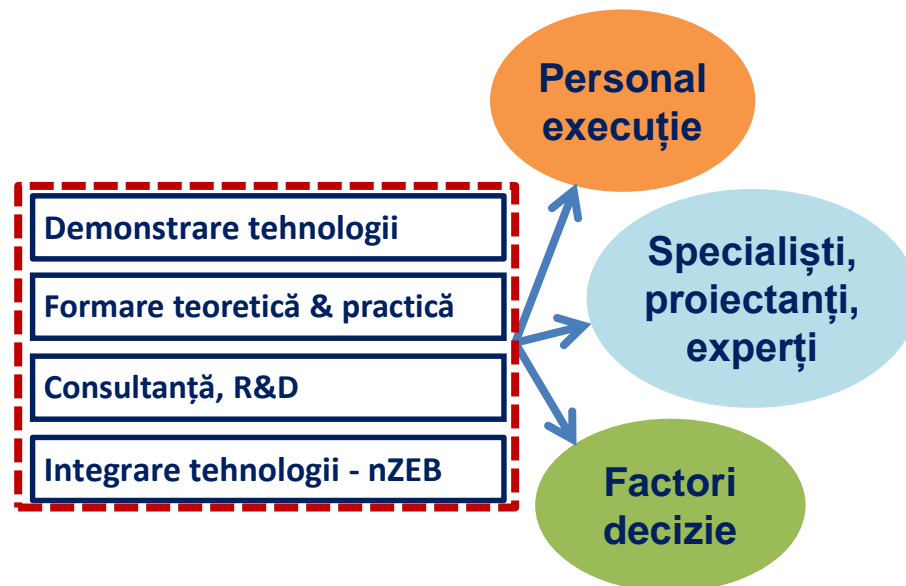 Personal
execuție
Demonstrare tehnologii
Formare teoretică & practică
Consultanță, R&D
Integrare tehnologii - nZEB
Specialiști,
proiectanți,
experți
Factori
decizie